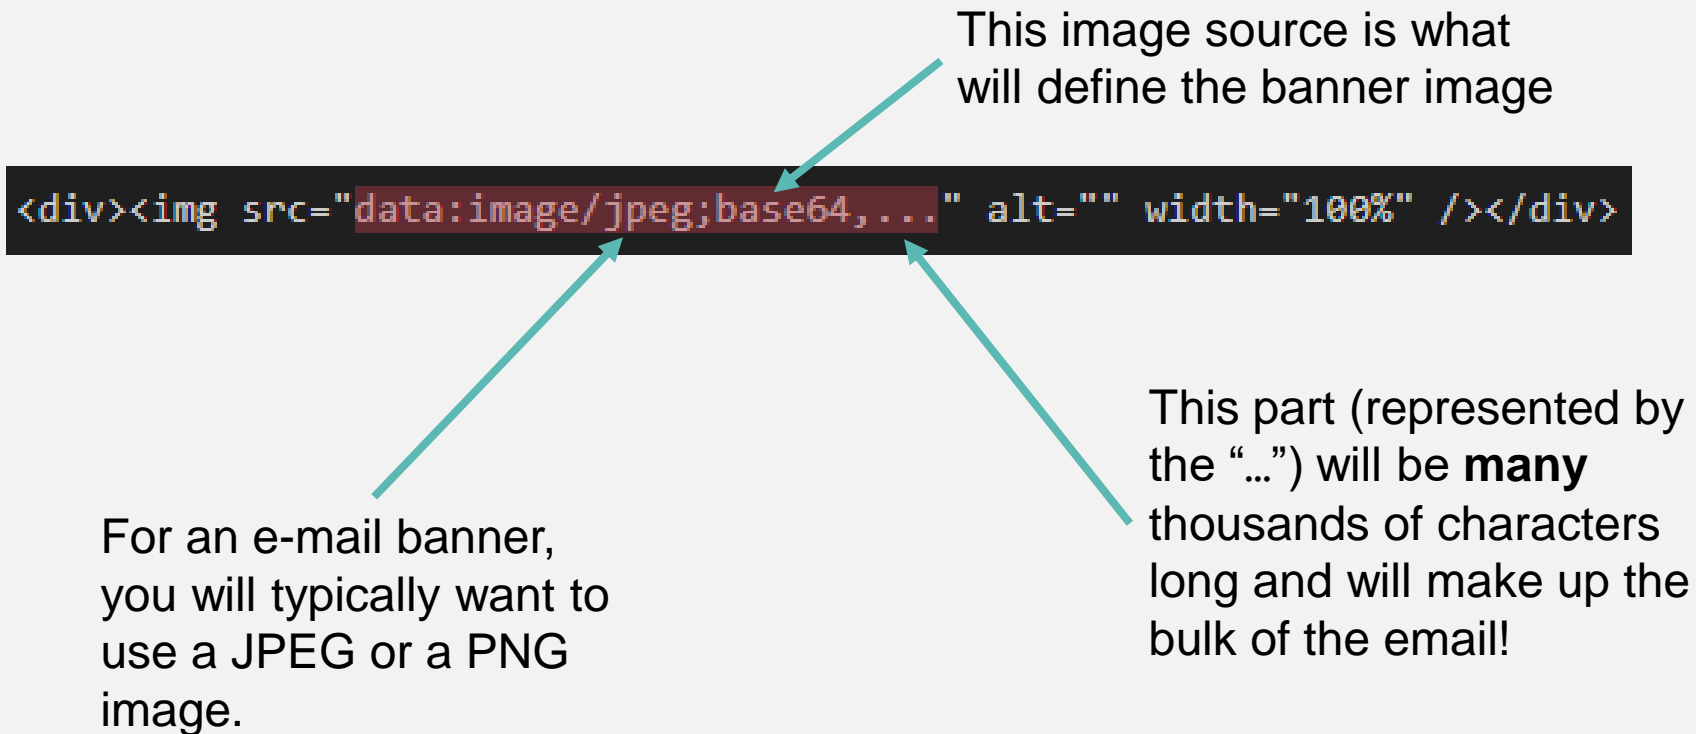 This image source is what
will define the banner image
<div><img src="data:image/jpeg;base64,..." alt="" width="100%" /></div>
For an e-mail banner,
you will typically want to
use a JPEG or a PNG
image.
This part (represented by
the “…”) will be many
thousands of characters
long and will make up the
bulk of the email!